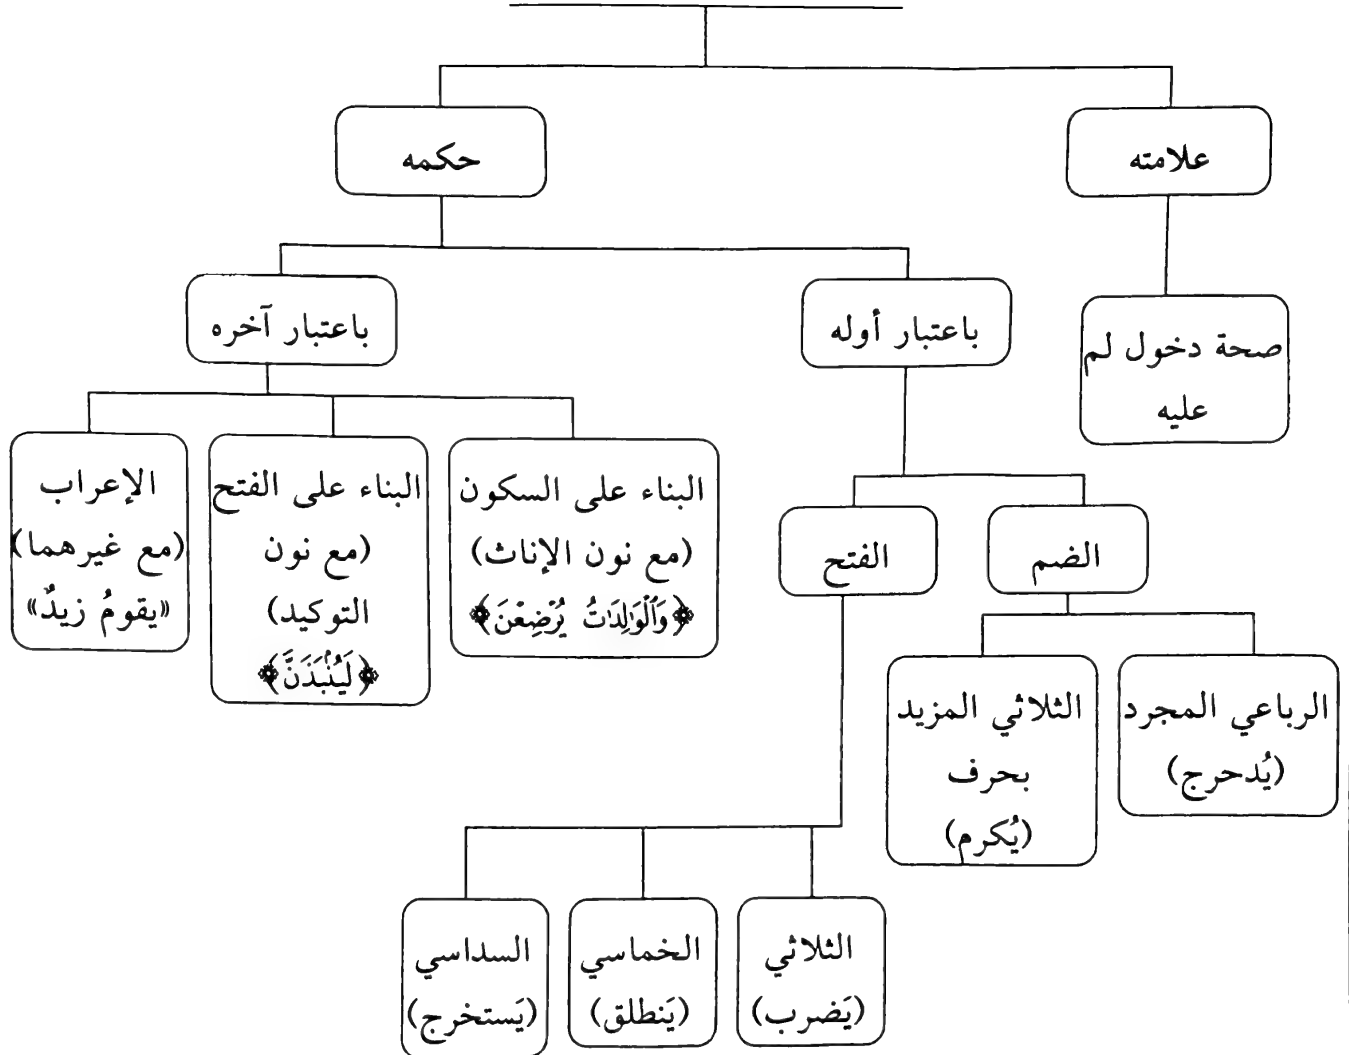 علامته
حكمه
صحة دخول لم
عليه
باعتبار أوله
باعتبار آخره
البناء على السكون
(مع نون الإناث)
﴿وَٱلْوَٰلِدَٰتُ يُرْضِعْنَ﴾
البناء على الفتح
(مع نون
التوكيد)
﴿لَيُنۢبَذَنَّ﴾
الإعراب
(مع غيرهما)
«يقومُ زيدٌ»
الضم
الفتح
الرباعي المجرد
(يُدحرج)
الثلاثي المزيد
بحرف
(يُكرم)
الثلاثي
(يَضرب)
الخماسي
(يَنطلق)
السداسي
(يَستخرج)